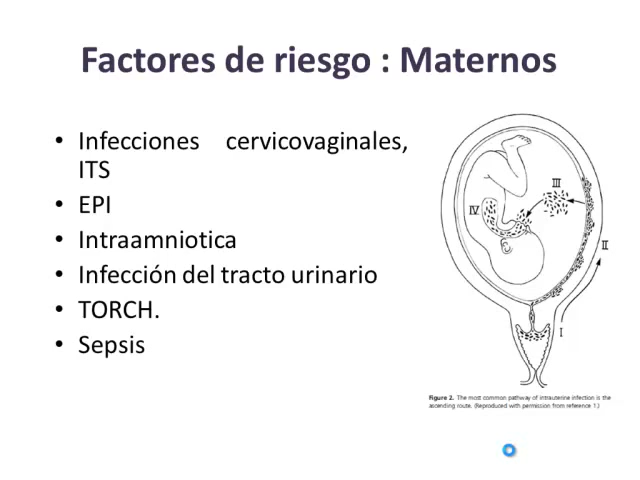 Factores de riesgo : Maternos
• Infecciones cervicovaginales,
ITS
• EPI
• Intraamniotica
• Infección del tracto urinario
• TORCH.
• Sepsis
III
IV
II
I
Figure 2. The most common pathway of intrauterine infection is the
ascending route. (Reproduced with permission from reference 1.)